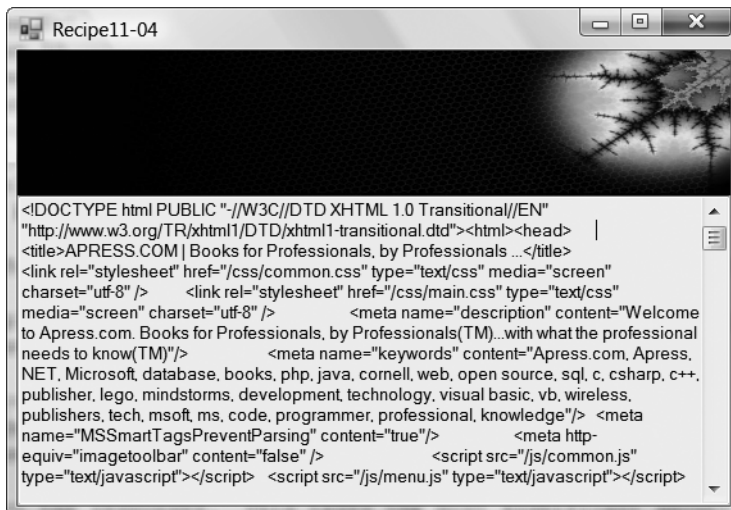 Recipe11-04
<!DOCTYPE html PUBLIC "-//W3C//DTD XHTML 1.0 Transitional//EN"
"http://www.w3.org/TR/xhtml1/DTD/xhtml1-transitional.dtd"><html><head>
<title>APRESS.COM | Books for Professionals, by Professionals ...</title>
<link rel="stylesheet" href="/css/common.css" type="text/css" media="screen"
charset="utf-8" /> <link rel="stylesheet" href="/css/main.css" type="text/css"
media="screen" charset="utf-8" /> <meta name="description" content="Welcome
to Apress.com. Books for Professionals, by Professionals(TM)...with what the professional
needs to know(TM)"/> <meta name="keywords" content="Apress.com, Apress,
NET, Microsoft, database, books, php, java, cornell, web, open source, sql, c, csharp, c++,
publisher, lego, mindstorms, development, technology, visual basic, vb, wireless,
publishers, tech, msoft, ms, code, programmer, professional, knowledge"/> <meta
name="MSSmartTagsPreventParsing" content="true"/> <meta http-
equiv="imagetoolbar" content="false" /> <script src="/js/common.js"
type="text/javascript"></script> <script src="/js/menu.js" type="text/javascript"></script>